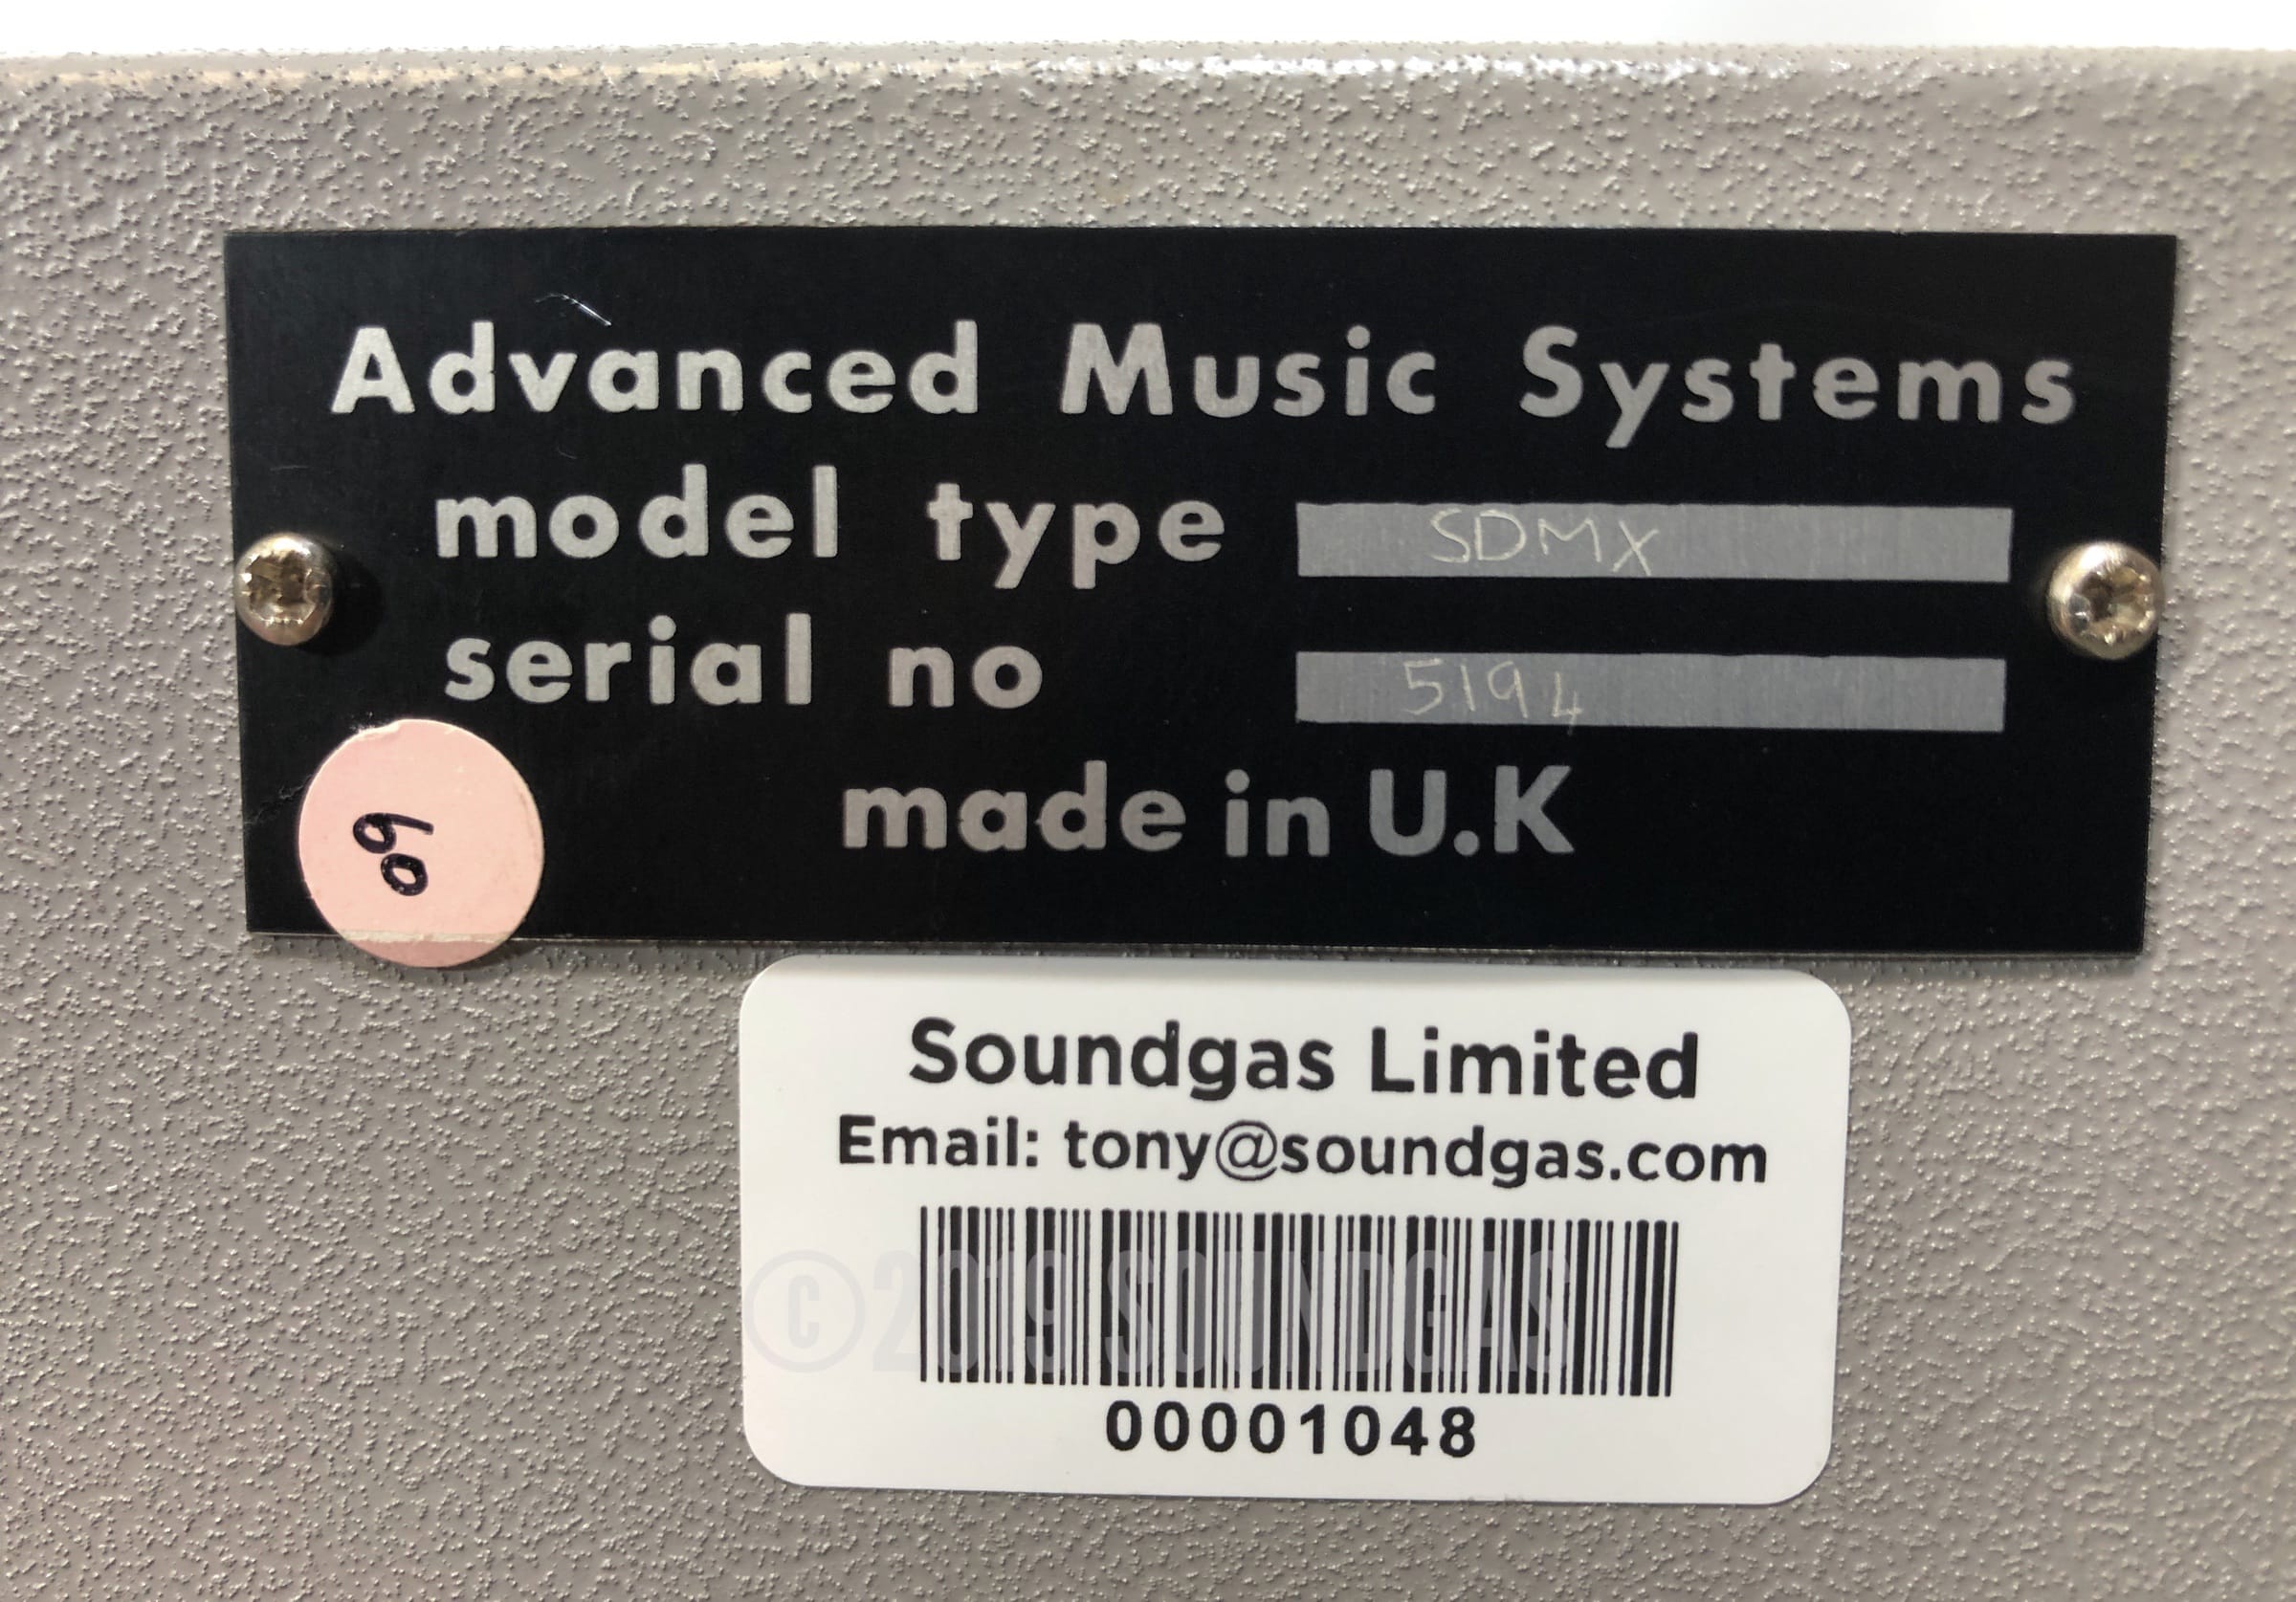 Advanced Music Systems
model type SDMX
serial no 5194
made in U.K
60
Soundgas Limited
Email: tony@soundgas.com
©2019 SOUNDGAS
00001048